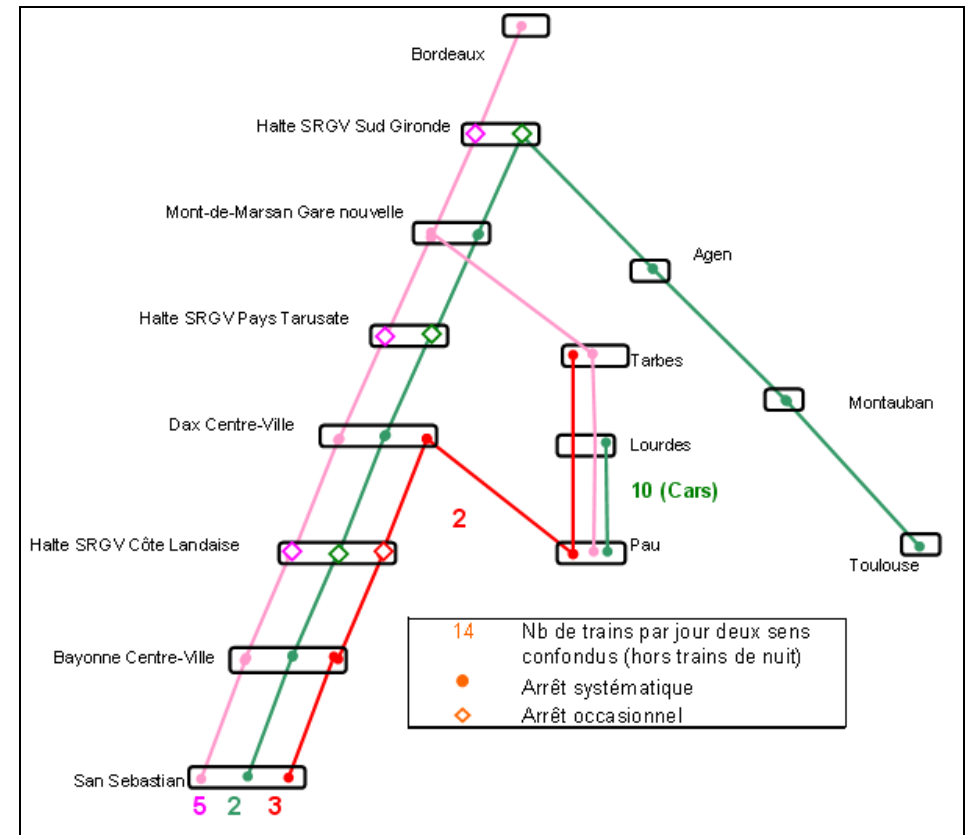 Bordeaux
Halte SRGV Sud Gironde
Mont-de-Marsan Gare nouvelle
Agen
Halte SRGV Pays Tarusate
Tarbes
Montauban
Dax Centre-Ville
Lourdes
10 (Cars)
2
Halte SRGV Côte Landaise
Pau
Toulouse
14 Nb de trains par jour deux sens
confondus (hors trains de nuit)
Arrêt systématique
Arrêt occasionnel
Bayonne Centre-Ville
San Sebastian
5 2 3